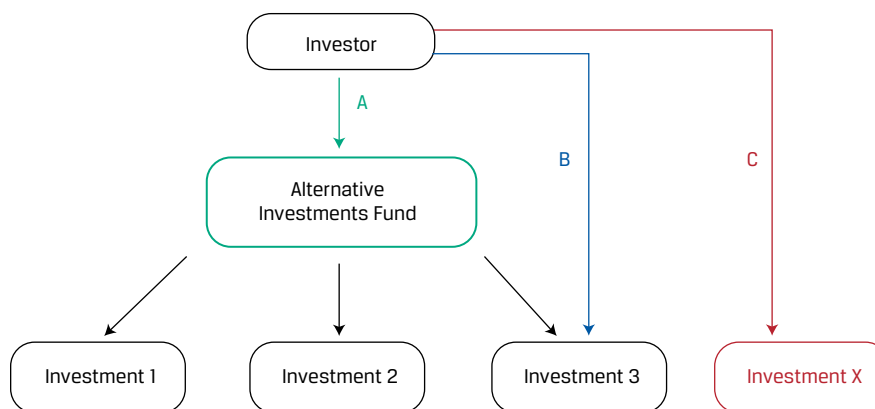 Investor
A
B
C
Alternative
Investments Fund
Investment 1
Investment 2
Investment 3
Investment X